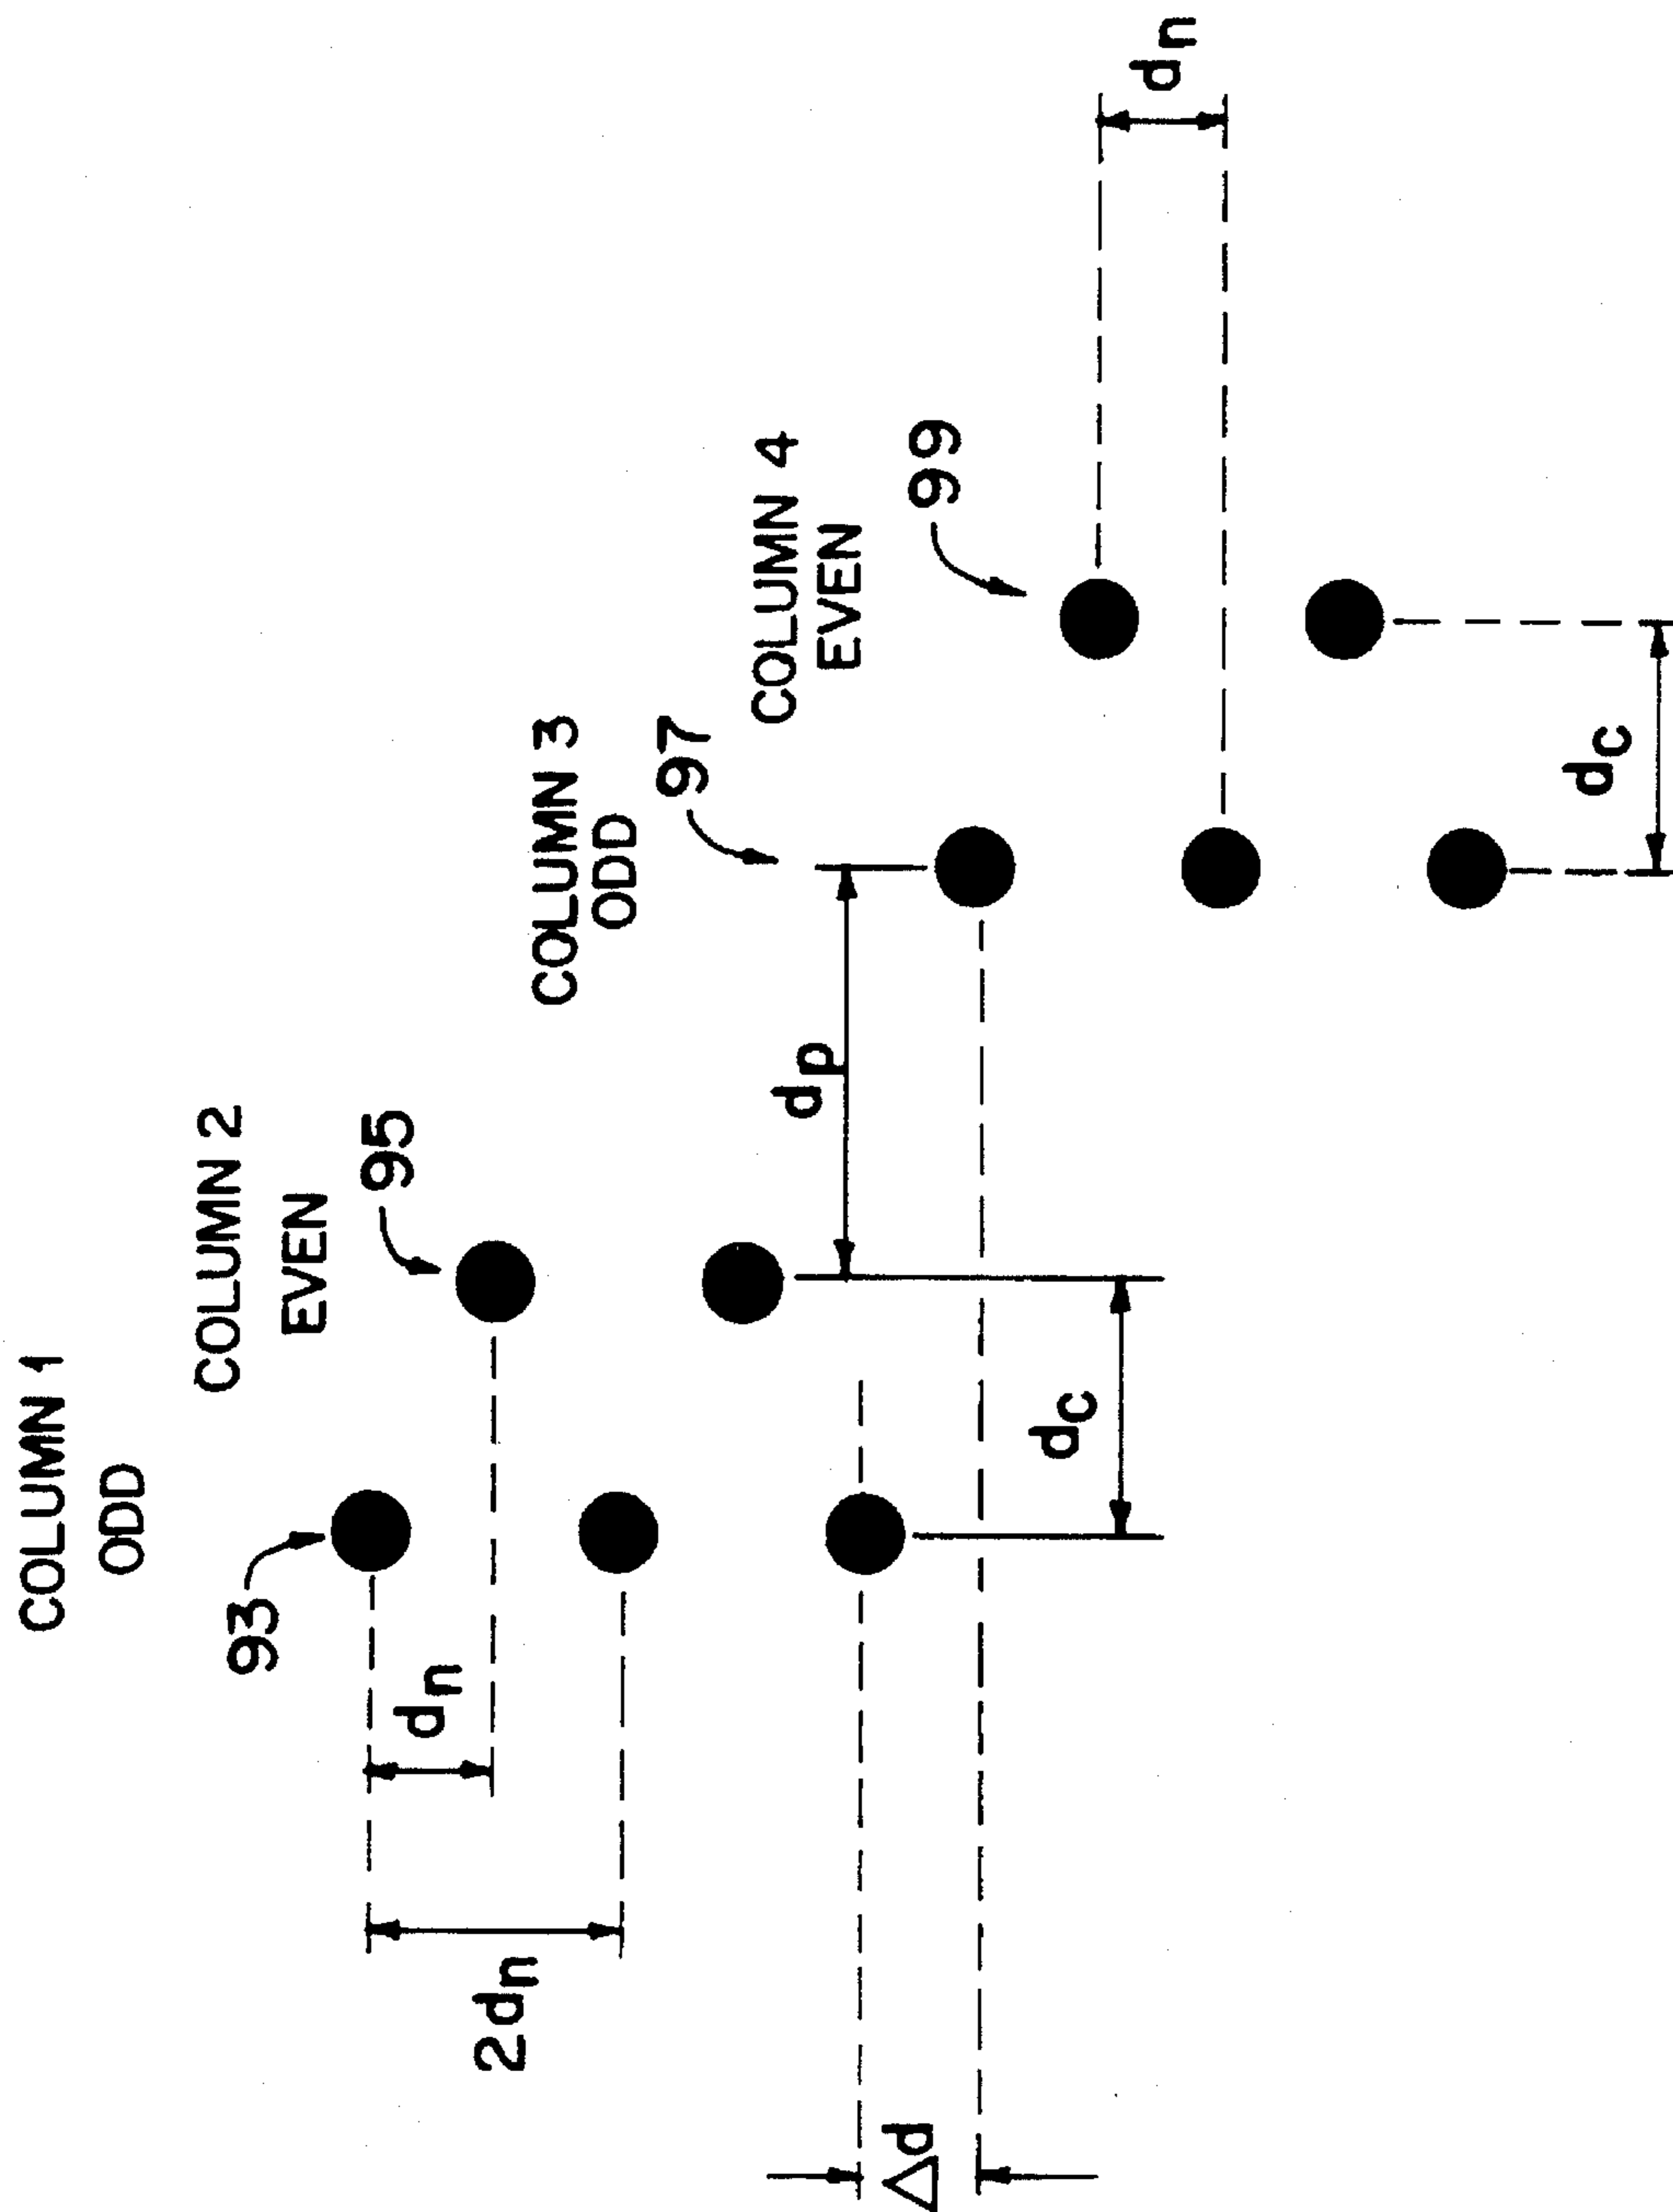 COLUMN 1
ODD
COLUMN 2
EVEN
COLUMN 3
ODD
COLUMN 4
EVEN
93
95
97
99
dn
2dn
Δd
dp
dc
dc
dn